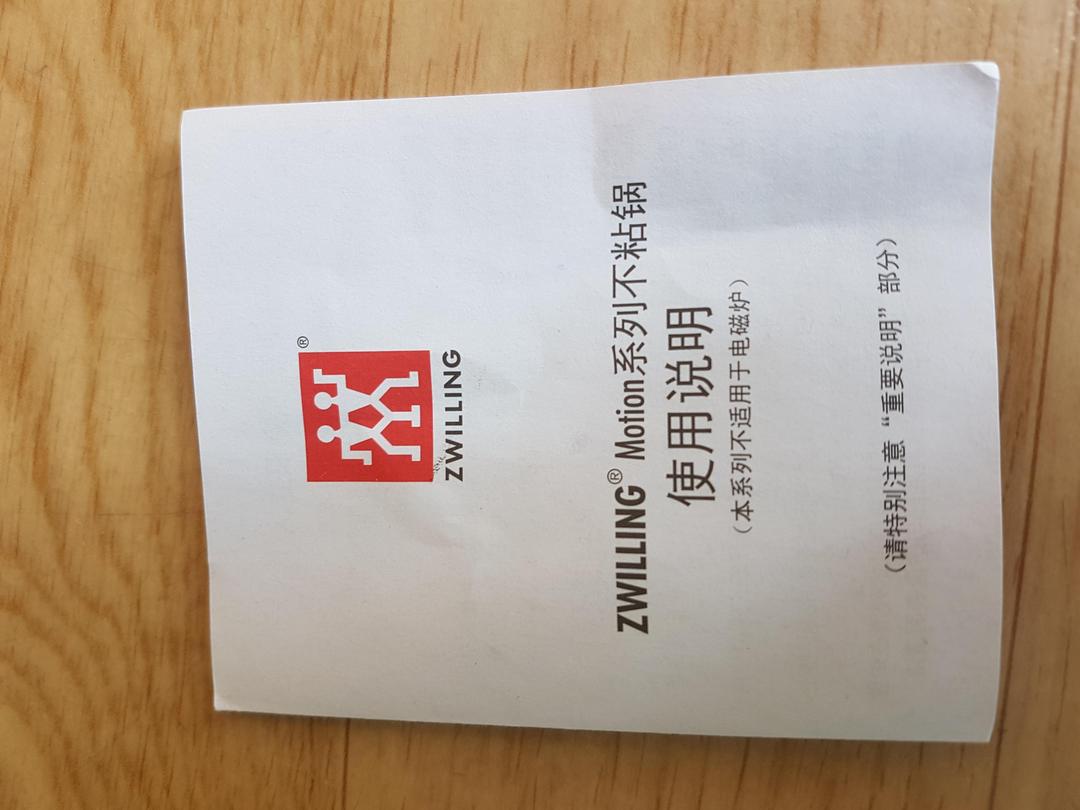 ®
ZWILLING
ZWILLING® Motion系列不粘锅
使用说明
（本系列不适用于电磁炉）
（请特别注意“重要说明”部分）